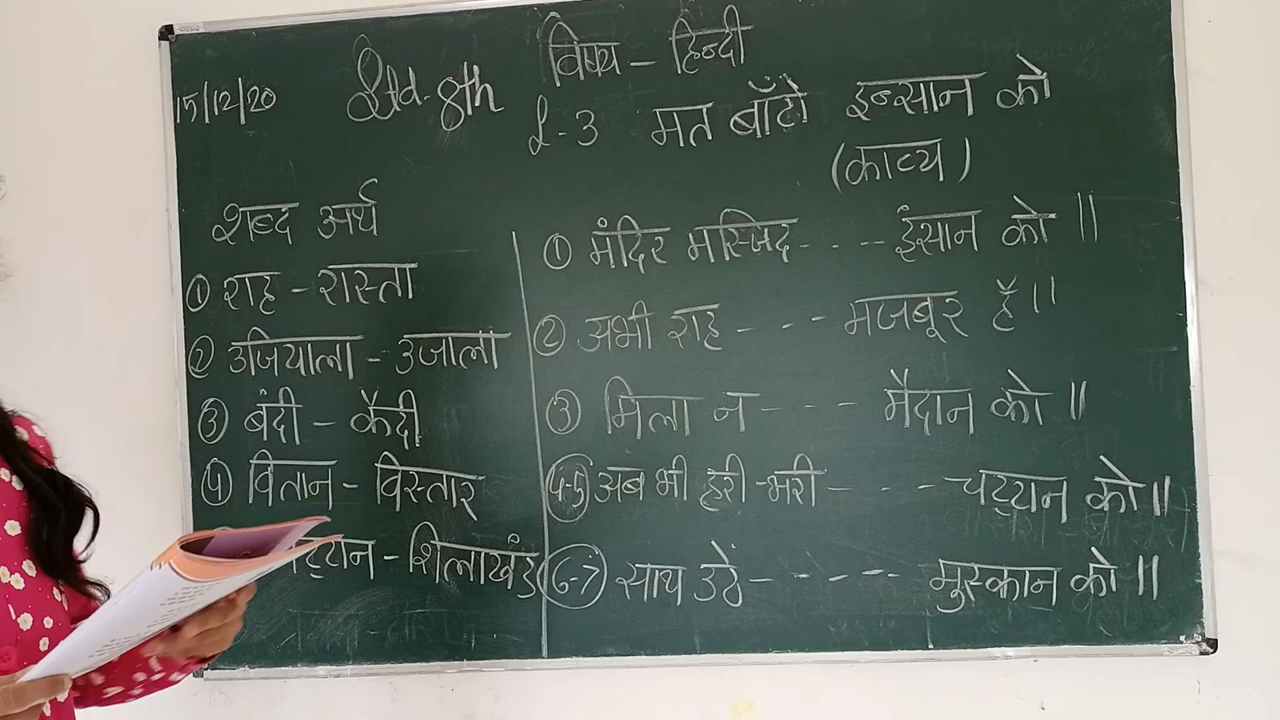 विषय - हिन्दी
15/12/20 Std-8th
L-3 मत बाँटो इन्सान को
(काव्य)
शब्द अर्थ
① राह - रास्ता
② उजियाला - उजाला
③ बंदी - कैदी
④ वितान - विस्तार
- शिलाखंड
① मंदिर मस्जिद - - - - इंसान को ||
② अभी राह - - - - मजबूर हैं ||
③ मिला न - - - - मैदान को ||
④-⑤ अब भी हरी-भरी - - - - चट्टान को ||
⑥-⑦ साथ उठें - - - - - मुस्कान को ||